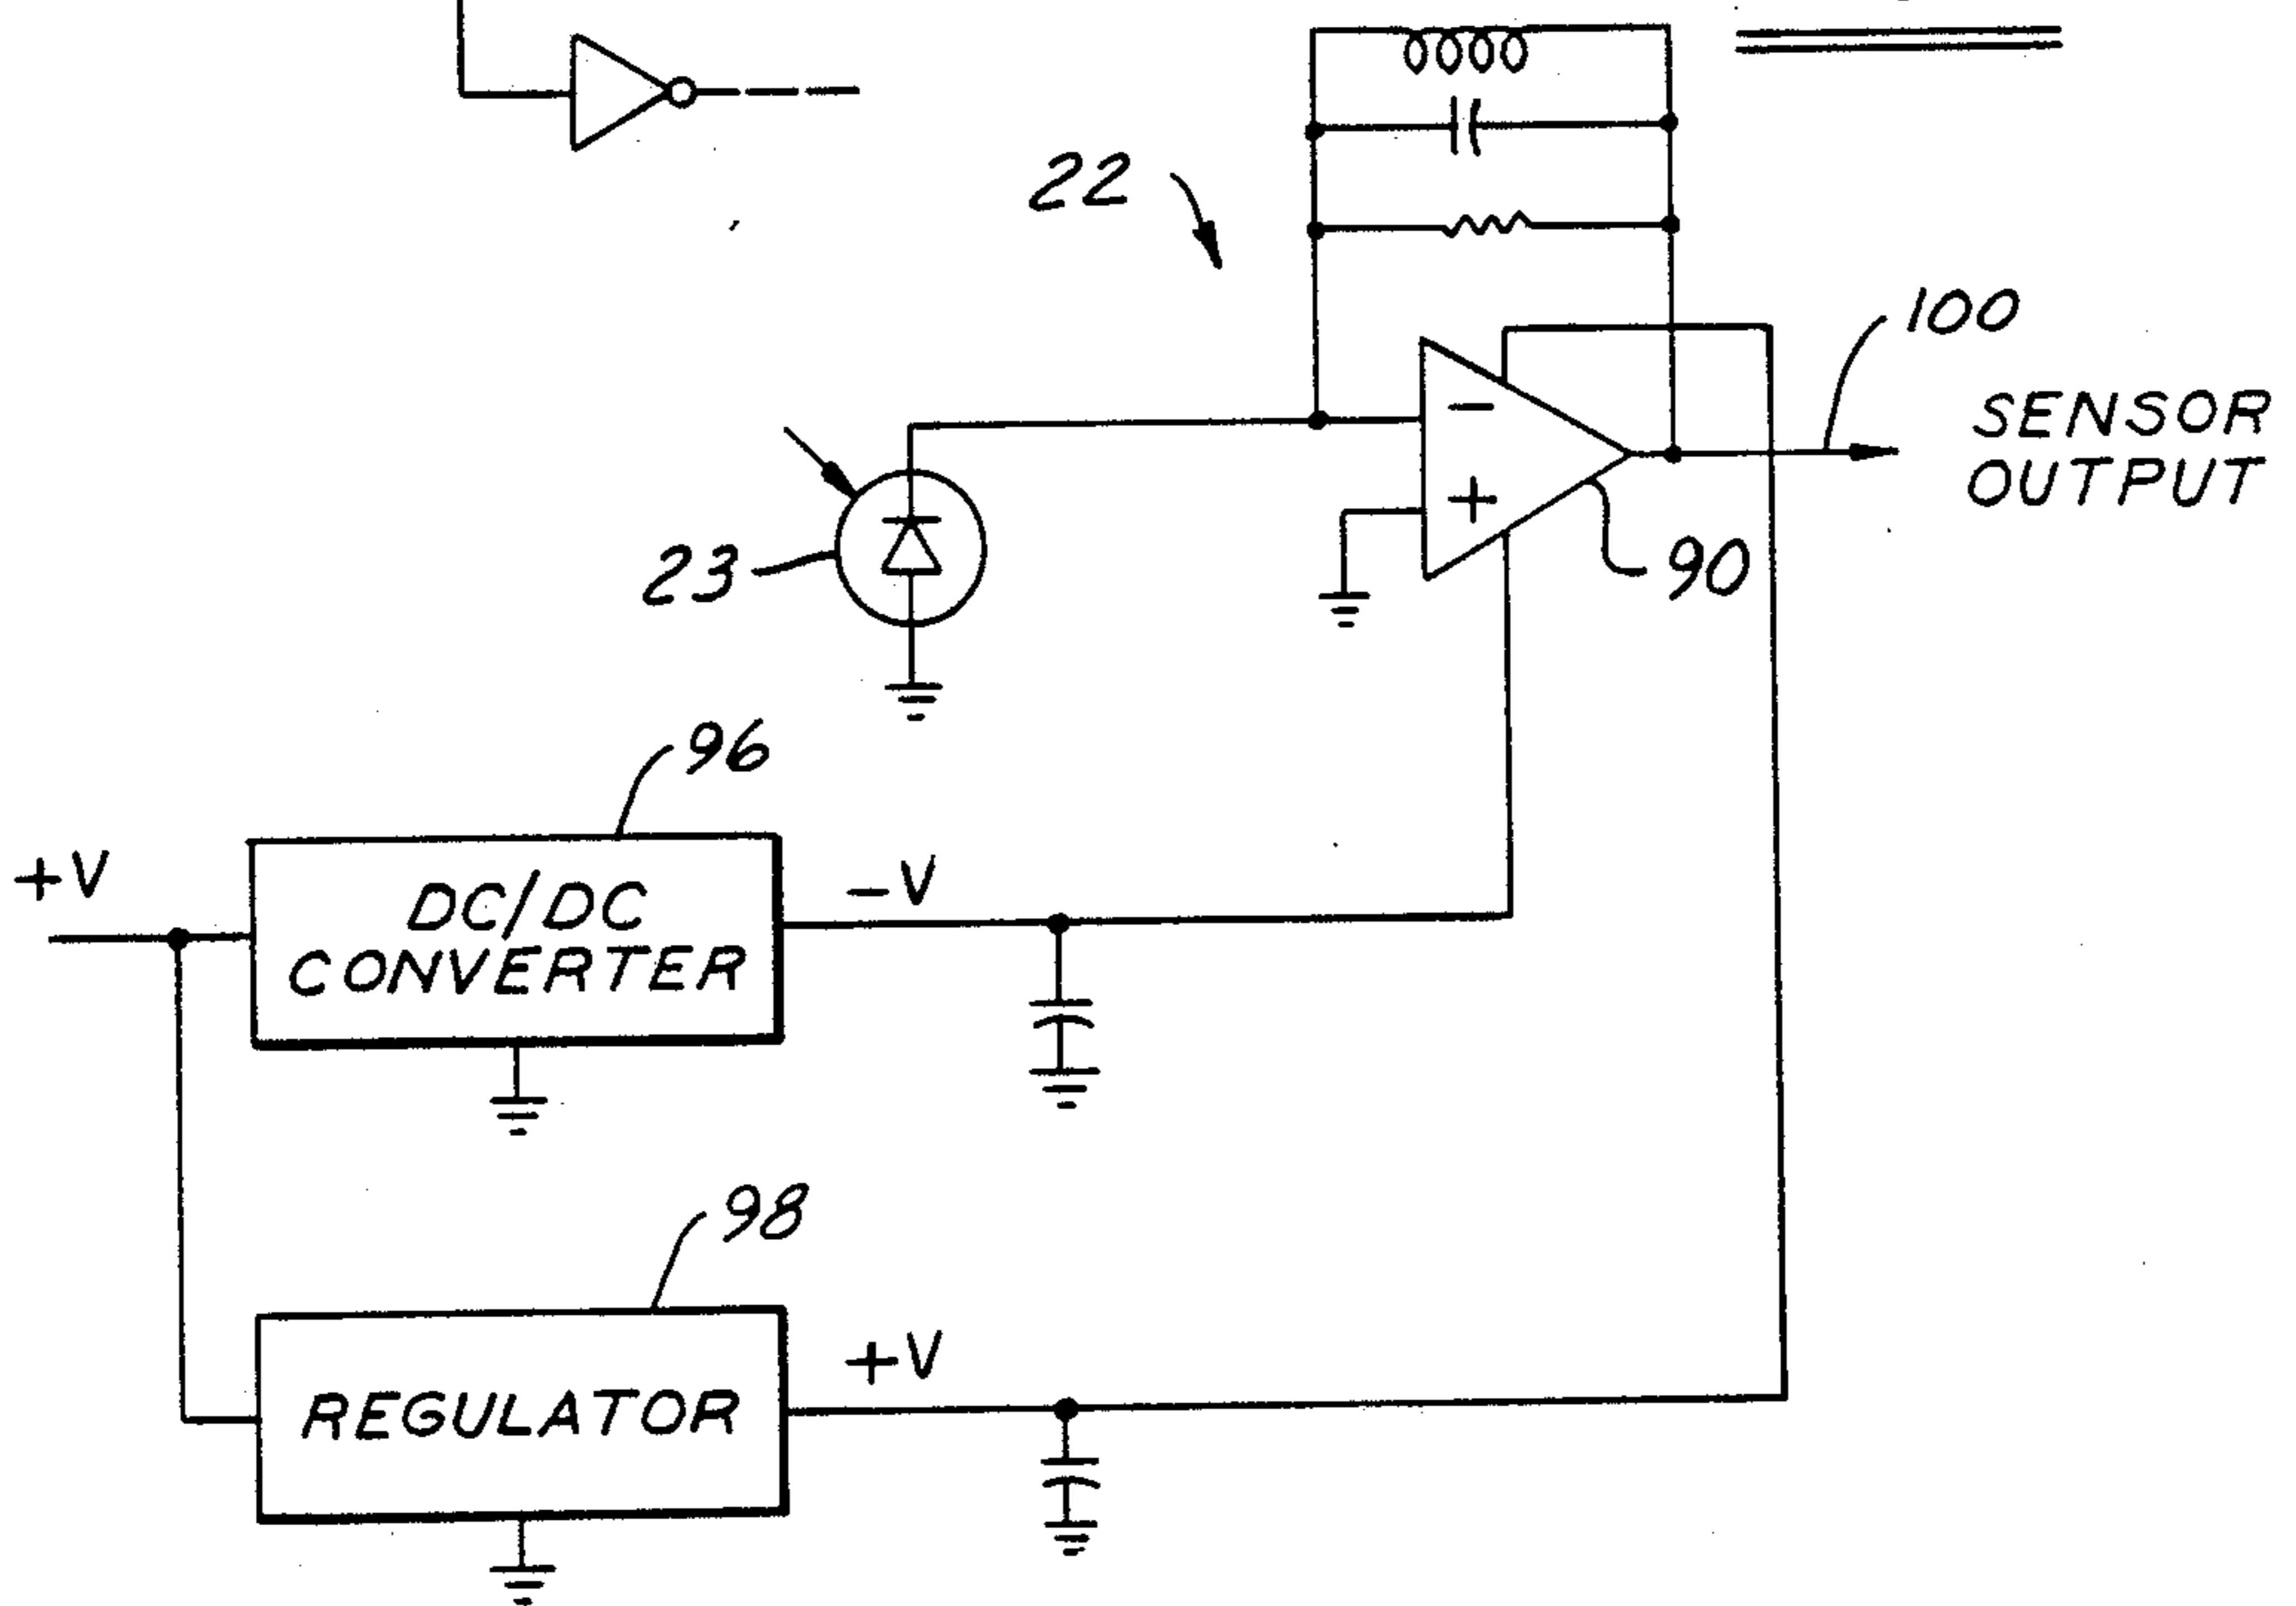 22
100
−
SENSOR
OUTPUT
+
23
90
96
+V
DC/DC
CONVERTER
−V
98
REGULATOR
+V